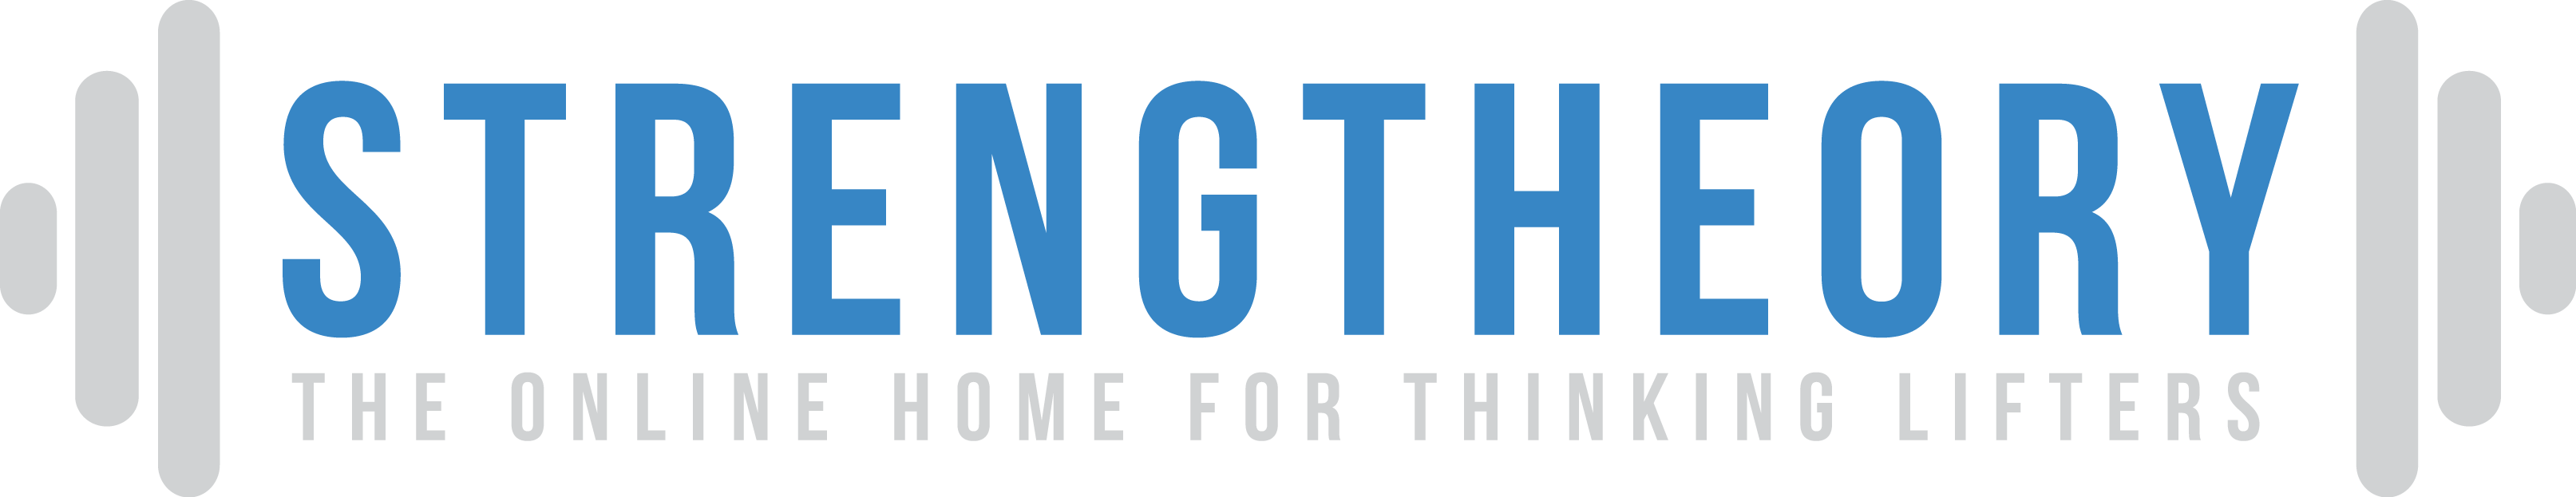 STRENGTHEORY
THE ONLINE HOME FOR THINKING LIFTERS